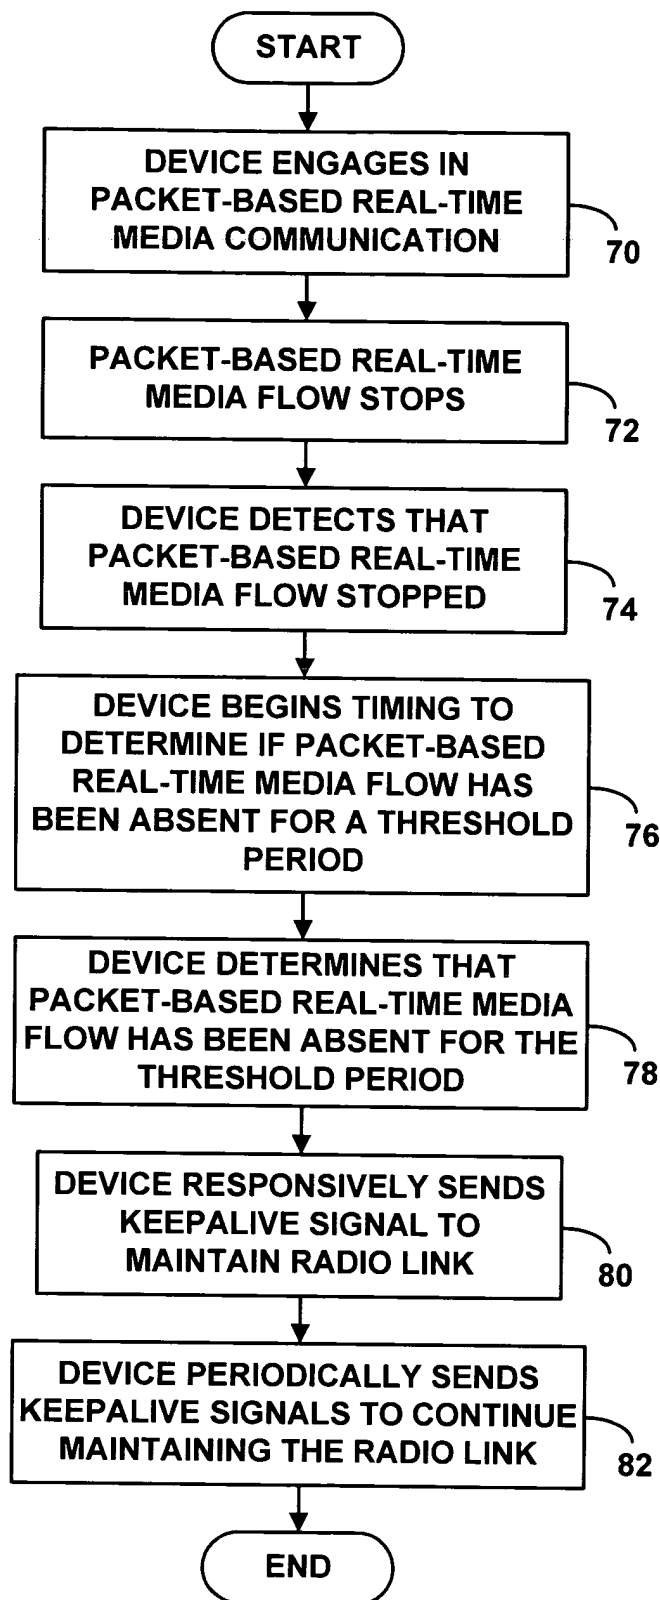 START
DEVICE ENGAGES IN
PACKET-BASED REAL-TIME
MEDIA COMMUNICATION
70
PACKET-BASED REAL-TIME
MEDIA FLOW STOPS
72
DEVICE DETECTS THAT
PACKET-BASED REAL-TIME
MEDIA FLOW STOPPED
74
DEVICE BEGINS TIMING TO
DETERMINE IF PACKET-BASED
REAL-TIME MEDIA FLOW HAS
BEEN ABSENT FOR A THRESHOLD
PERIOD
76
DEVICE DETERMINES THAT
PACKET-BASED REAL-TIME MEDIA
FLOW HAS BEEN ABSENT FOR THE
THRESHOLD PERIOD
78
DEVICE RESPONSIVELY SENDS
KEEPALIVE SIGNAL TO
MAINTAIN RADIO LINK
80
DEVICE PERIODICALLY SENDS
KEEPALIVE SIGNALS TO CONTINUE
MAINTAINING THE RADIO LINK
82
END